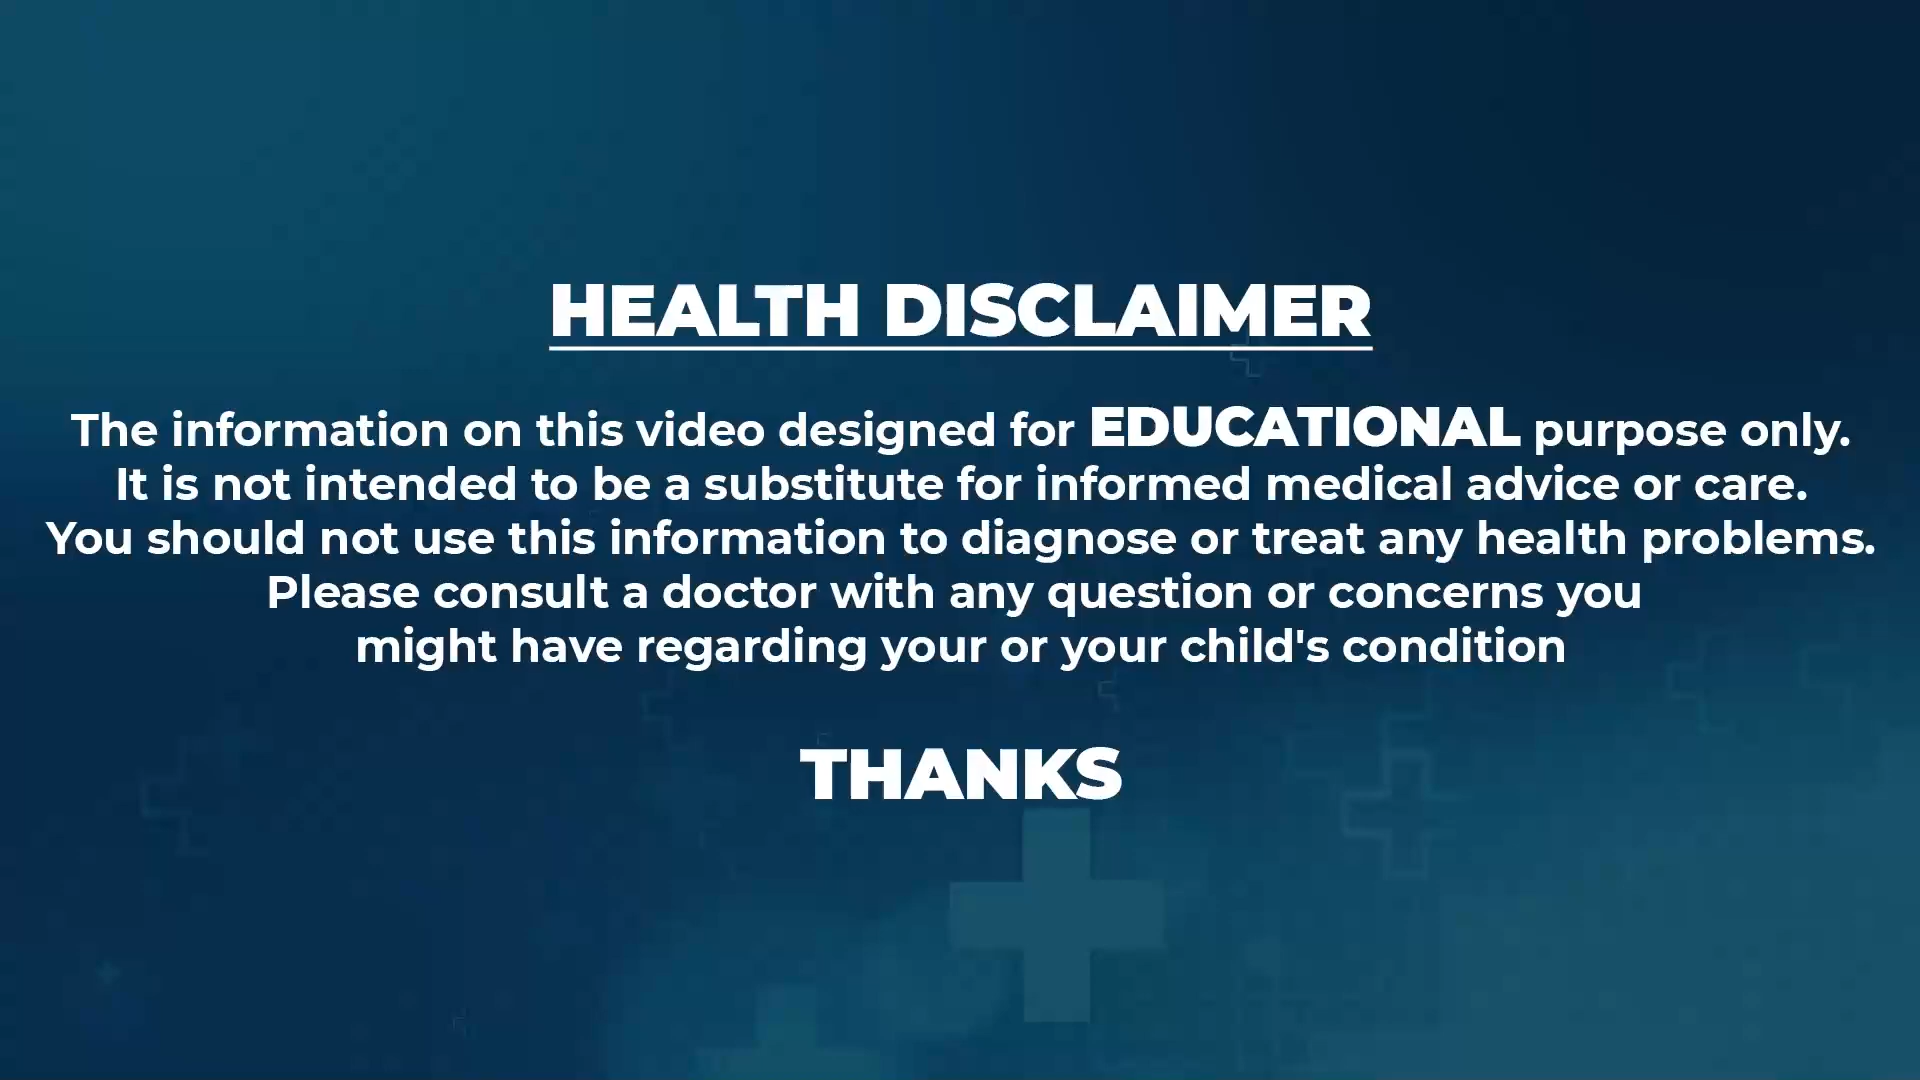 HEALTH DISCLAIMER
The information on this video designed for EDUCATIONAL purpose only.
It is not intended to be a substitute for informed medical advice or care.
You should not use this information to diagnose or treat any health problems.
Please consult a doctor with any question or concerns you
might have regarding your or your child's condition
THANKS